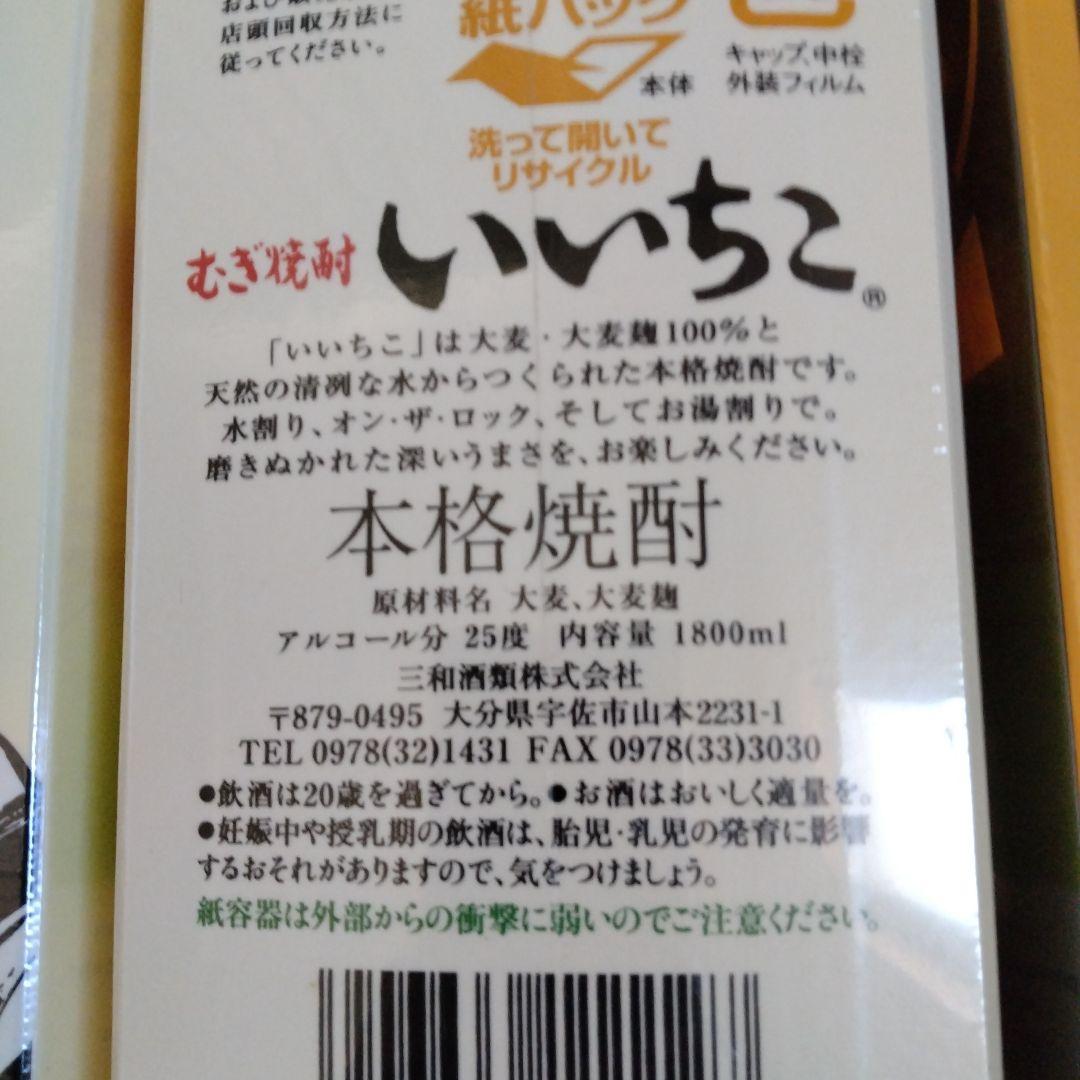 店頭回収方法に
従ってください。
紙パック
本体
キャップ、中栓
外装フィルム
洗って開いて
リサイクル
むぎ焼酎 いいちこ®
「いいちこ」は大麦・大麦麹100%と
天然の清冽な水からつくられた本格焼酎です。
水割り、オン・ザ・ロック、そしてお湯割りで。
磨きぬかれた深いうまさを、お楽しみください。
本格焼酎
原材料名 大麦、大麦麹
アルコール分 25度 内容量 1800ml
三和酒類株式会社
〒879-0495 大分県宇佐市山本2231-1
TEL 0978(32)1431 FAX 0978(33)3030
●飲酒は20歳を過ぎてから。●お酒はおいしく適量を。
●妊娠中や授乳期の飲酒は、胎児・乳児の発育に影響
するおそれがありますので、気をつけましょう。
紙容器は外部からの衝撃に弱いのでご注意ください。